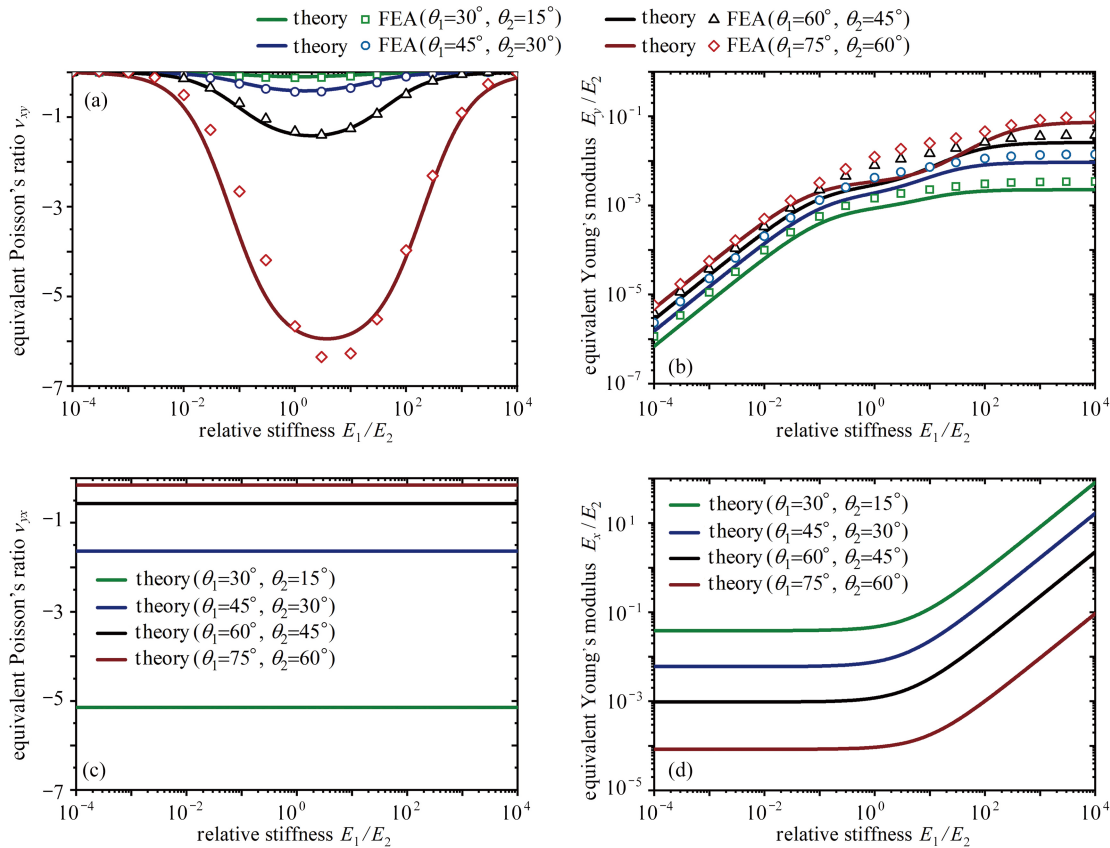 theory FEA(θ1=30°, θ2=15°) theory FEA(θ1=60°, θ2=45°)
theory FEA(θ1=45°, θ2=30°) theory FEA(θ1=75°, θ2=60°)
(a)
equivalent Poisson's ratio νxy
−1
−3
−5
−7
10−4 10−2 100 102 104
relative stiffness E1/E2
(b)
equivalent Young's modulus Ey/E2
10−1
10−3
10−5
10−7
10−4 10−2 100 102 104
relative stiffness E1/E2
(c)
equivalent Poisson's ratio νyx
−1
−3
−5
−7
theory(θ1=30°, θ2=15°)
theory(θ1=45°, θ2=30°)
theory(θ1=60°, θ2=45°)
theory(θ1=75°, θ2=60°)
10−4 10−2 100 102 104
relative stiffness E1/E2
(d)
equivalent Young's modulus Ex/E2
101
10−1
10−3
10−5
theory(θ1=30°, θ2=15°)
theory(θ1=45°, θ2=30°)
theory(θ1=60°, θ2=45°)
theory(θ1=75°, θ2=60°)
10−4 10−2 100 102 104
relative stiffness E1/E2